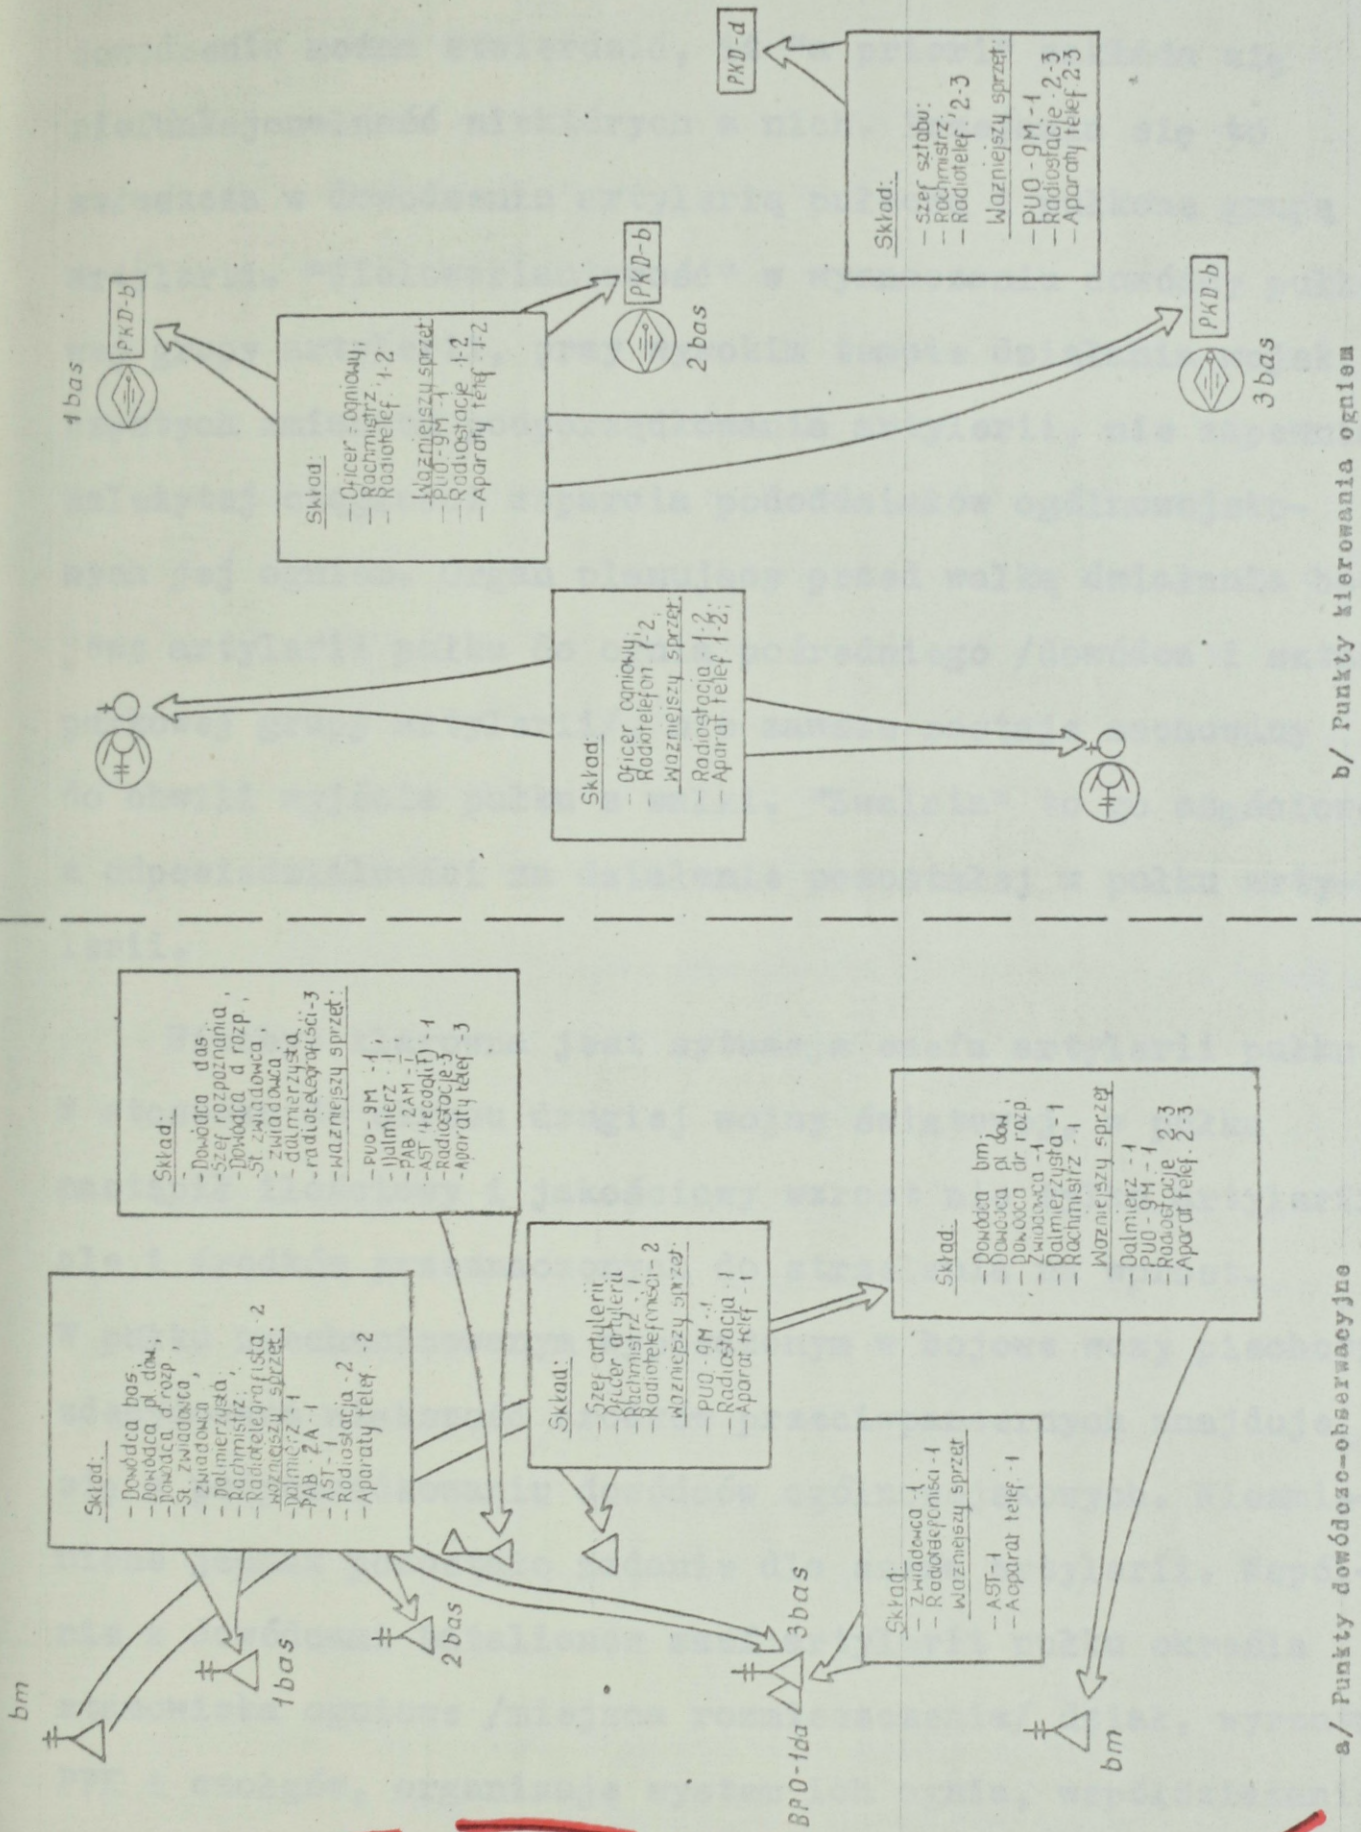 bm
1bas
2bas
BPO-1da
3bas
bm
Skład:
- Dowódca bas;
- Dowódca pl. dow.;
- Dowódca d. rozp.,
- St. zwiadowca,
- zwiadowca,
- dalmierzysta;
- Rachmistrz;
- Radiotelegrafista -2
ważniejszy sprzęt:
- Dalmierz -1
- PAB -2A -1
- AST -1
- Radiostacja -2
- Aparaty telef. -2
Skład:
- Dowódca das;
- Szef rozpoznania,
- Dowódca d rozp.,
- St. zwiadowca,
- zwiadowca,
- dalmierzysta,
- radiotelegrafiści-3
- ważniejszy sprzęt:
- PUO-9M -1;
- Dalmierz -1
- PAB -2AM -1
- AST (teodolit) -1
- Radiostacje-3
- Aparaty telef -3
Skład:
- Szef artylerii;
- Oficer artylerii
- Rachmistrz -1
- Radiotelefoniści-2
Ważniejszy sprzęt:
- PUO-9M -1
- Radiostacja -1
- Aparat telef -1
Skład:
- Zwiadowca -1
- Radiotelefoniści-1
Ważniejszy sprzęt
- AST-1
- Aparat telef. -1
Skład:
- Dowódca bm;
- Dowódca pl dow.;
- Dowódca dr rozp.
- Zwiadowca -1
- Dalmierzysta -1
- Rachmistrz -1
Ważniejszy sprzęt
- Dalmierz -1
- PUO-9M -1
- Radiostacje 2-3
- Aparat telef. 2-3
a/ Punkty dowódczo-obserwacyjne
1bas
PKD-b
PKD-b
2bas
PKD-d
PKD-b
3bas
Skład:
- Oficer ogniowy;
- Radiotelefon 1-2,
Ważniejszy sprzęt
- Radiostacja 1-2;
- Aparat telef 1-2;
Skład:
- Oficer ogniowy;
- Rachmistrz;
- Radiotelef. 1-2
Ważniejszy sprzęt
- PUO-9M -1
- Radiostacje 1-2
- Aparaty telef 1-2
Skład:
- Szef sztabu:
- Rachmistrz;
- Radiotelef. 2-3
Ważniejszy sprzęt:
- PUO-9M-1
- Radiostacje 2-3
- Aparaty telef 2-3
b/ Punkty kierowania ogniem